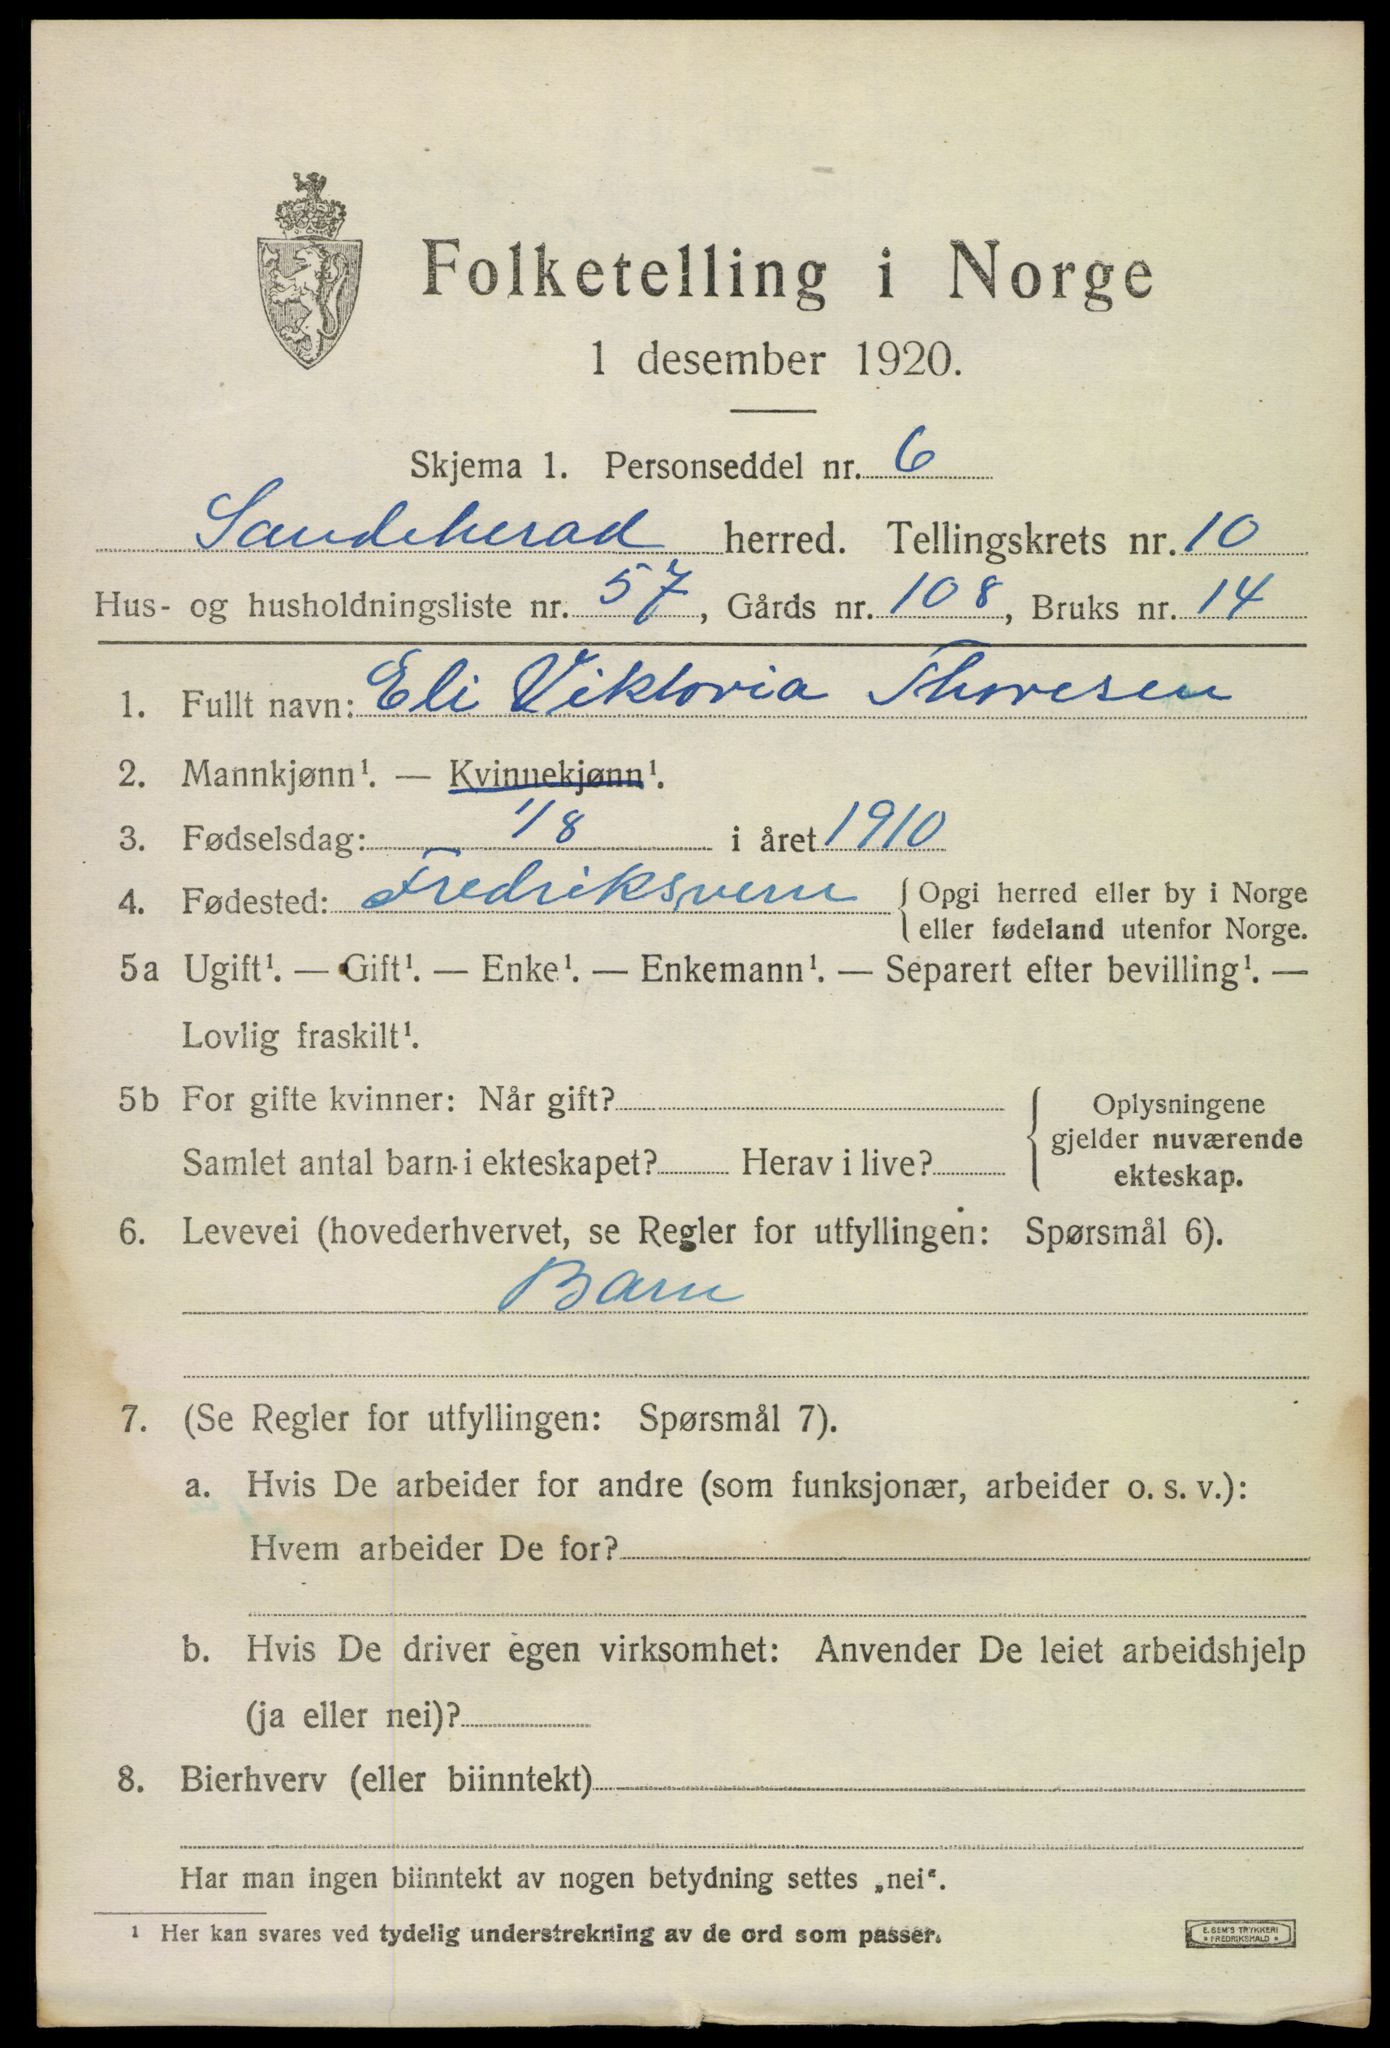 Folketelling i Norge
1 desember 1920.
Skjema 1. Personseddel nr. 6
Sandeherad herred. Tellingskrets nr. 10
Hus- og husholdningsliste nr. 57, Gårds nr. 108, Bruks nr. 14
1. Fullt navn: Eli Viktoria Thoresen
2. Mannkjønn¹. — Kvinnekjønn¹.
3. Fødselsdag: 1/8 i året 1910
4. Fødested: Fredriksvern { Opgi herred eller by i Norge
eller fødeland utenfor Norge.
5a Ugift¹. — Gift¹. — Enke¹. — Enkemann¹. — Separert efter bevilling¹. —
Lovlig fraskilt¹.
5b For gifte kvinner: Når gift?
Samlet antal barn i ekteskapet? Herav i live?
Oplysningene
gjelder nuværende
ekteskap.
6. Levevei (hovederhvervet, se Regler for utfyllingen: Spørsmål 6).
Barn
7. (Se Regler for utfyllingen: Spørsmål 7).
a. Hvis De arbeider for andre (som funksjonær, arbeider o. s. v.):
Hvem arbeider De for?
b. Hvis De driver egen virksomhet: Anvender De leiet arbeidshjelp
(ja eller nei)?
8. Bierhverv (eller biinntekt)
Har man ingen biinntekt av nogen betydning settes „nei“.
¹ Her kan svares ved tydelig understrekning av de ord som passer.
E. SEM'S TRYKKERI
* FREDRIKSHALD *